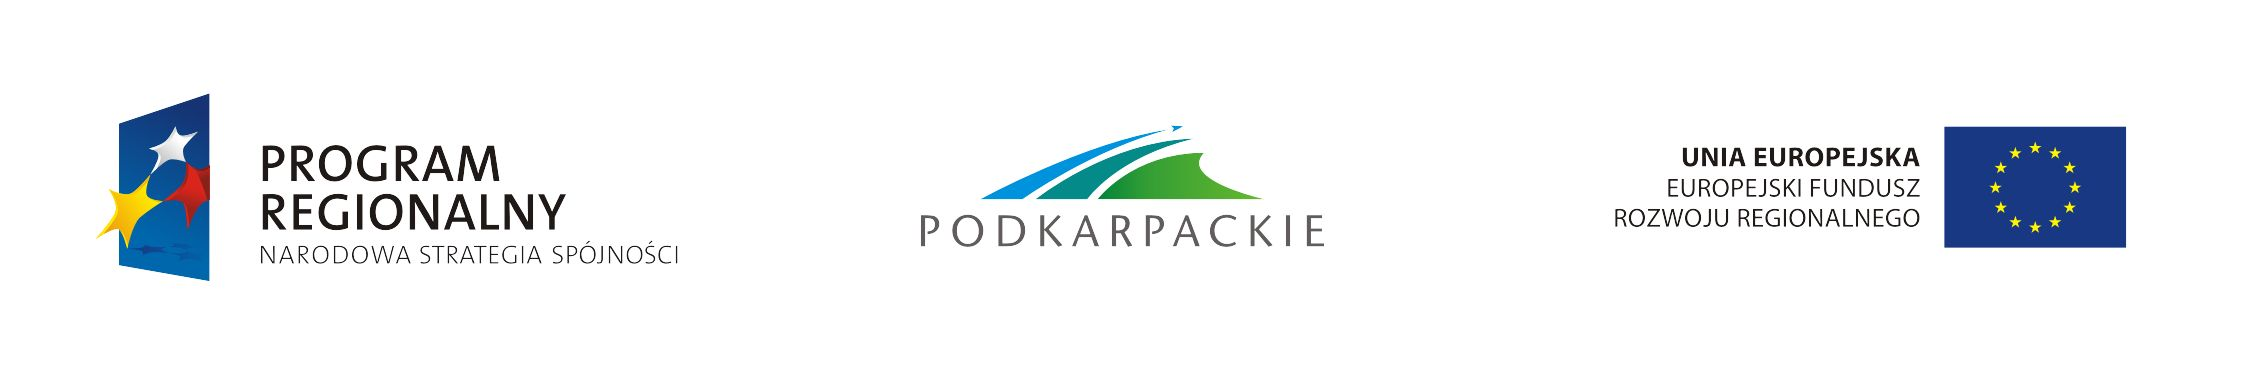 PROGRAM
REGIONALNY
NARODOWA STRATEGIA SPÓJNOŚCI
PODKARPACKIE
UNIA EUROPEJSKA
EUROPEJSKI FUNDUSZ
ROZWOJU REGIONALNEGO